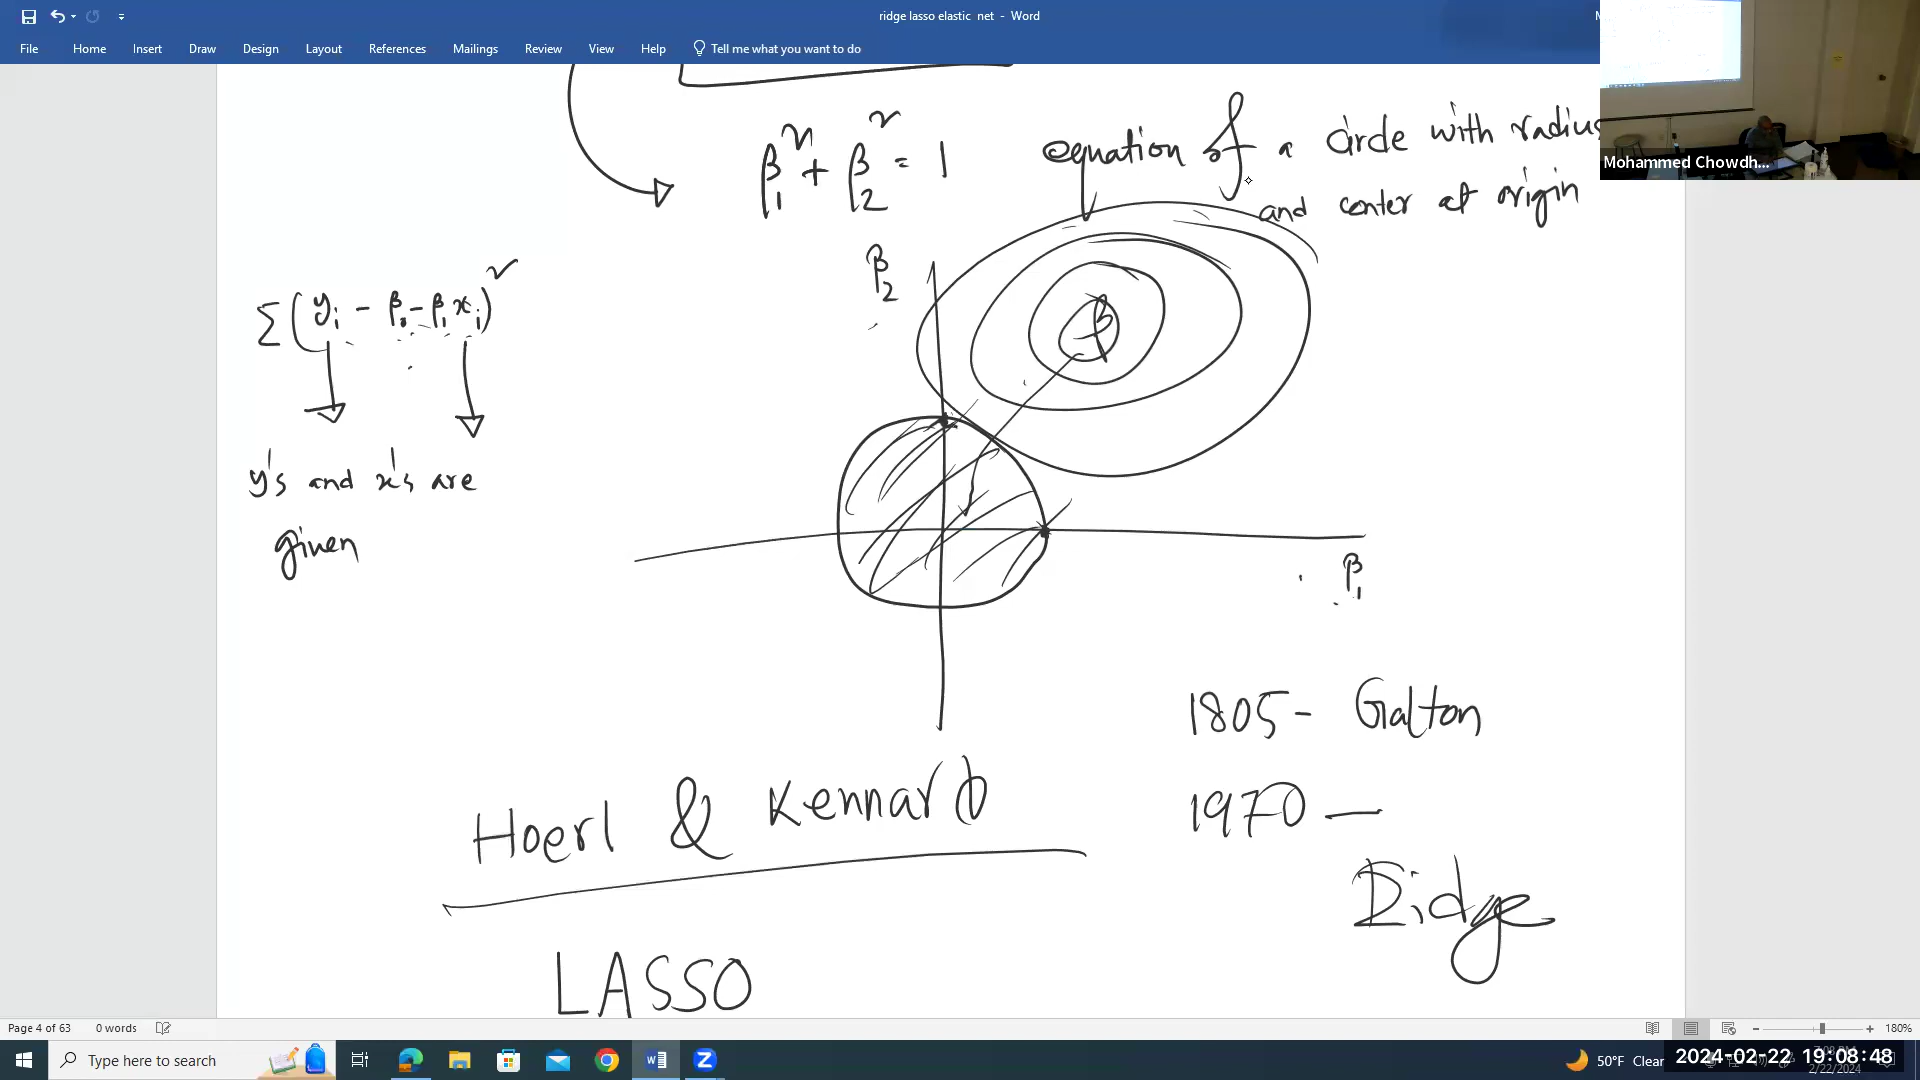 ridge lasso elastic net - Word
File Home Insert Draw Design Layout References Mailings Review View Help Tell me what you want to do
Mohammed Chowdh...
β₁² + β₂² = 1
equation of a circle with radius
and center at origin
β₂
β
Σ(yᵢ - β₀ - β₁xᵢ)²
y's and x's are
given
β₁
1805 - Galton
Hoerl & Kennard
1970 —
Ridge
LASSO
Page 4 of 63 0 words 180%
Type here to search
50°F Clear
2024-02-22 19:08:48
2/22/2024